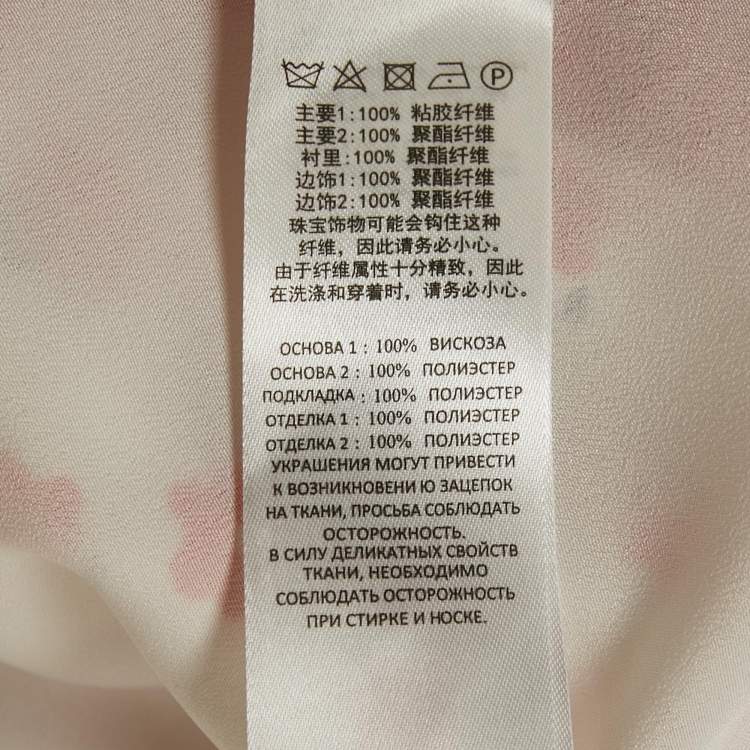 主要1:100% 粘胶纤维
主要2:100% 聚酯纤维
衬里:100% 聚酯纤维
边饰1:100% 聚酯纤维
边饰2:100% 聚酯纤维
珠宝饰物可能会钩住这种
纤维，因此请务必小心。
由于纤维属性十分精致，因此
在洗涤和穿着时，请务必小心。
ОСНОВА 1 : 100% ВИСКОЗА
ОСНОВА 2 : 100% ПОЛИЭСТЕР
ПОДКЛАДКА : 100% ПОЛИЭСТЕР
ОТДЕЛКА 1 : 100% ПОЛИЭСТЕР
ОТДЕЛКА 2 : 100% ПОЛИЭСТЕР
УКРАШЕНИЯ МОГУТ ПРИВЕСТИ
К ВОЗНИКНОВЕНИ Ю ЗАЦЕПОК
НА ТКАНИ, ПРОСЬБА СОБЛЮДАТЬ
ОСТОРОЖНОСТЬ.
В СИЛУ ДЕЛИКАТНЫХ СВОЙСТВ
ТКАНИ, НЕОБХОДИМО
СОБЛЮДАТЬ ОСТОРОЖНОСТЬ
ПРИ СТИРКЕ И НОСКЕ.